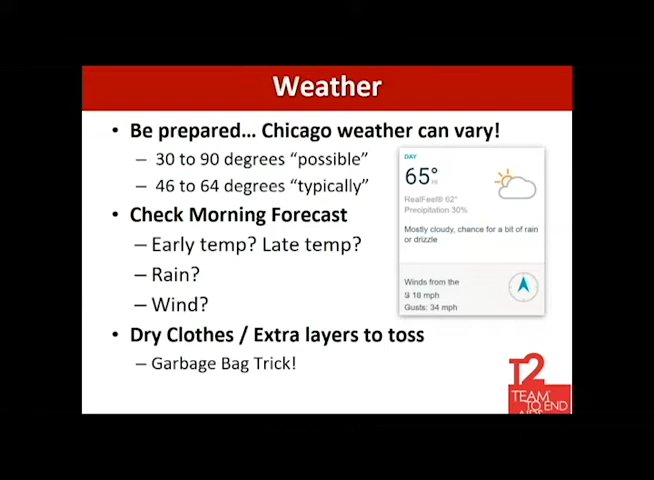 Weather
• Be prepared… Chicago weather can vary!
– 30 to 90 degrees “possible”
– 46 to 64 degrees “typically”
• Check Morning Forecast
– Early temp? Late temp?
– Rain?
– Wind?
• Dry Clothes / Extra layers to toss
– Garbage Bag Trick!
DAY
65°
RealFeel® 62°
Precipitation 30%
Mostly cloudy, chance for a bit of rain
or drizzle
Winds from the
S 18 mph
Gusts: 34 mph
T2
TEAM
TO END